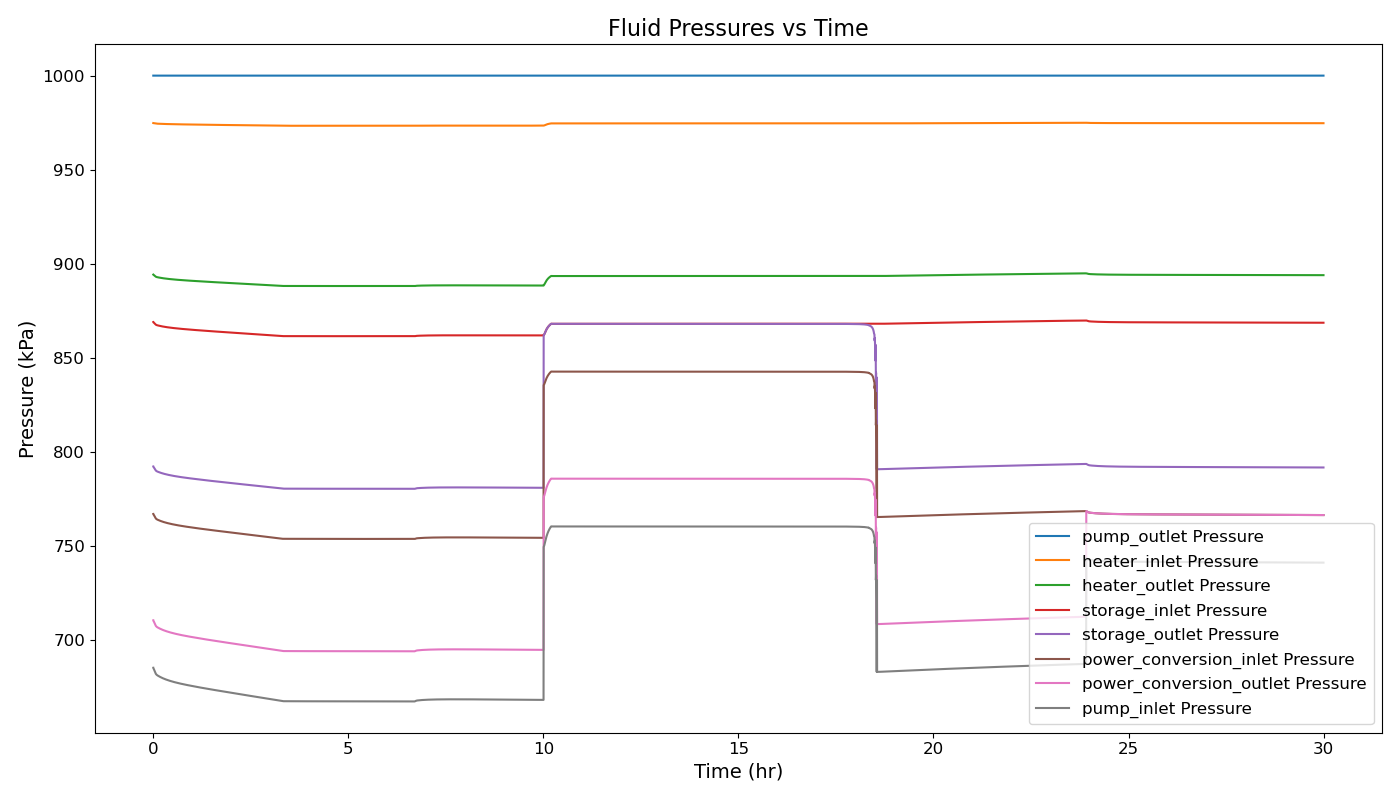 Fluid Pressures vs Time
Pressure (kPa)
1000
950
900
850
800
750
700
pump_outlet Pressure
heater_inlet Pressure
heater_outlet Pressure
storage_inlet Pressure
storage_outlet Pressure
power_conversion_inlet Pressure
power_conversion_outlet Pressure
pump_inlet Pressure
0 5 10 15 20 25 30
Time (hr)